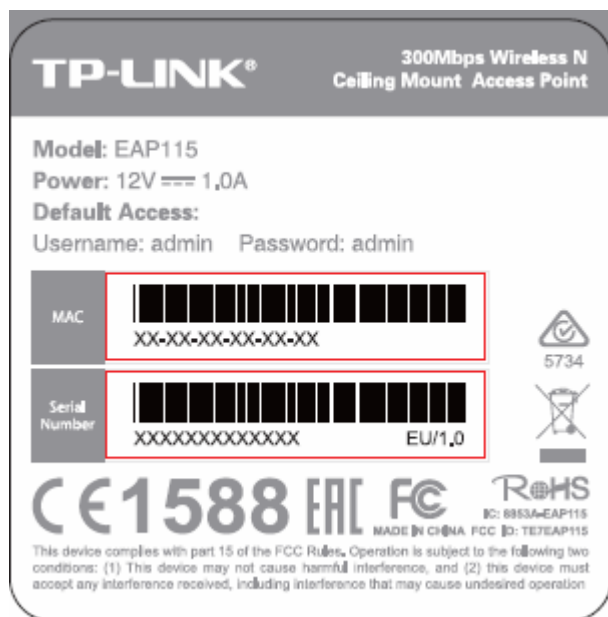 TP-LINK®
300Mbps Wireless N
Ceiling Mount Access Point
Model: EAP115
Power: 12V ⎓ 1.0A
Default Access:
Username: admin Password: admin
MAC
XX-XX-XX-XX-XX-XX
5734
Serial
Number
XXXXXXXXXXXXX EU/1.0
CE1588 EAC FC RoHS
IC: 8853A-EAP115
MADE IN CHINA FCC ID: TE7EAP115
This device complies with part 15 of the FCC Rules. Operation is subject to the following two
conditions: (1) This device may not cause harmful interference, and (2) this device must
accept any interference received, including interference that may cause undesired operation